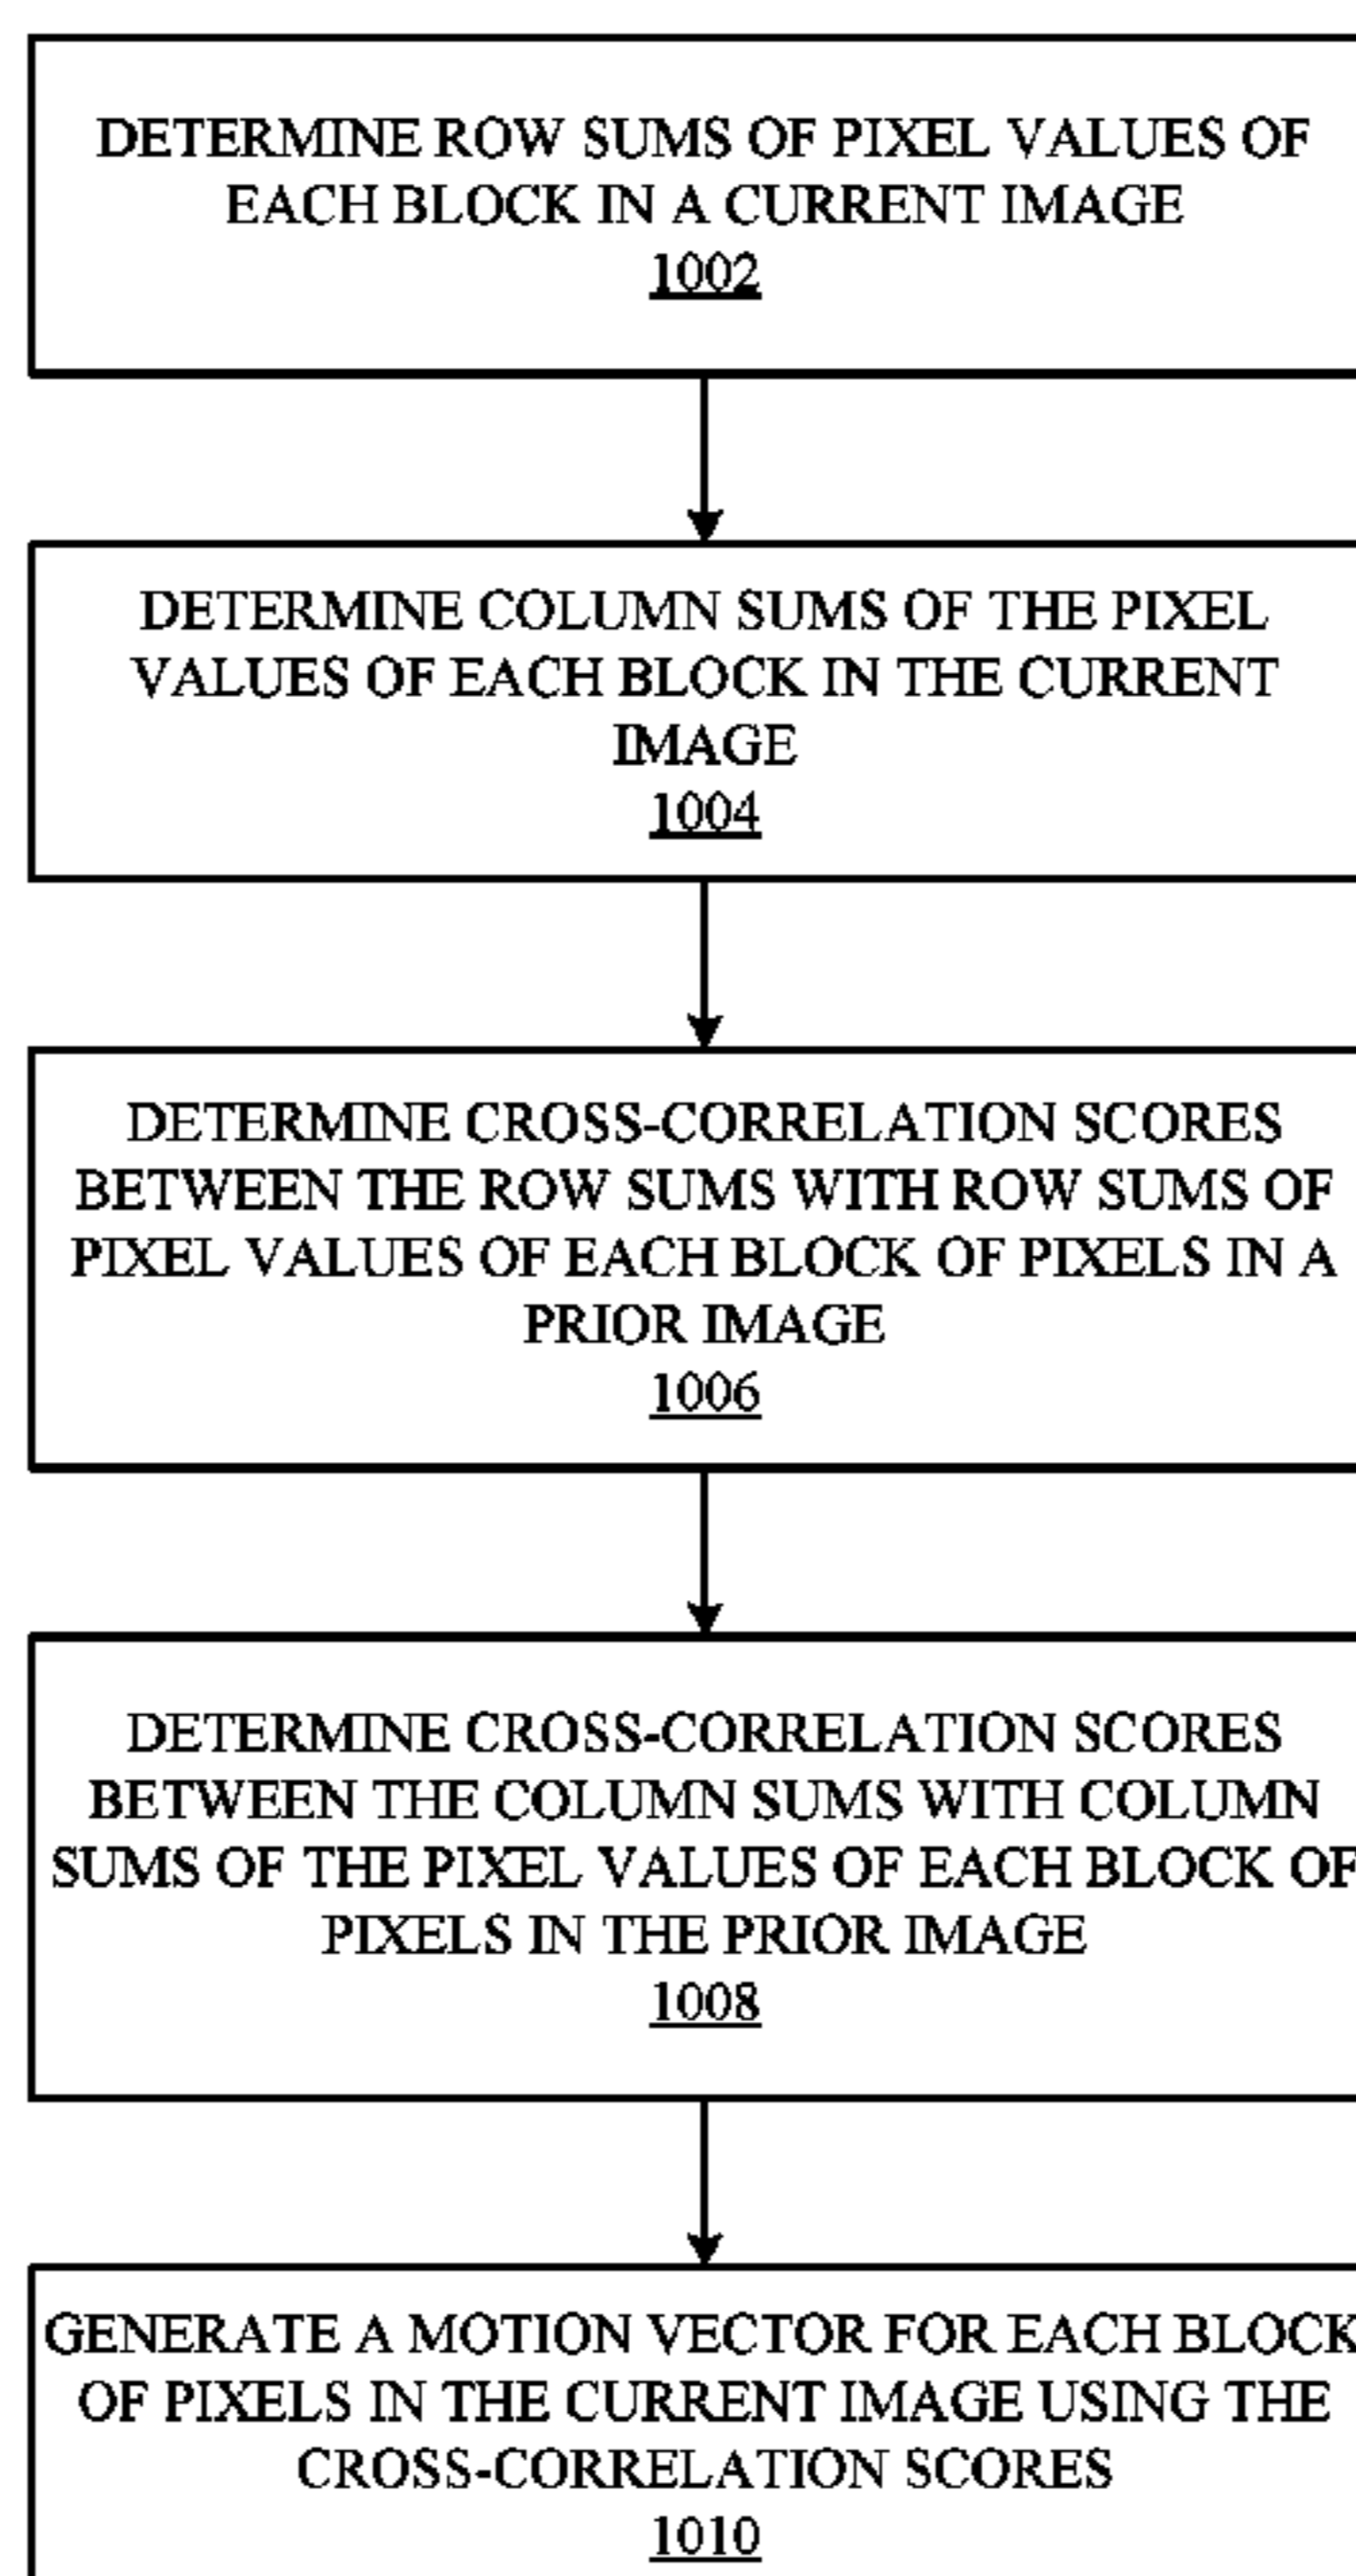 DETERMINE ROW SUMS OF PIXEL VALUES OF
EACH BLOCK IN A CURRENT IMAGE
1002
DETERMINE COLUMN SUMS OF THE PIXEL
VALUES OF EACH BLOCK IN THE CURRENT
IMAGE
1004
DETERMINE CROSS-CORRELATION SCORES
BETWEEN THE ROW SUMS WITH ROW SUMS OF
PIXEL VALUES OF EACH BLOCK OF PIXELS IN A
PRIOR IMAGE
1006
DETERMINE CROSS-CORRELATION SCORES
BETWEEN THE COLUMN SUMS WITH COLUMN
SUMS OF THE PIXEL VALUES OF EACH BLOCK OF
PIXELS IN THE PRIOR IMAGE
1008
GENERATE A MOTION VECTOR FOR EACH BLOCK
OF PIXELS IN THE CURRENT IMAGE USING THE
CROSS-CORRELATION SCORES
1010